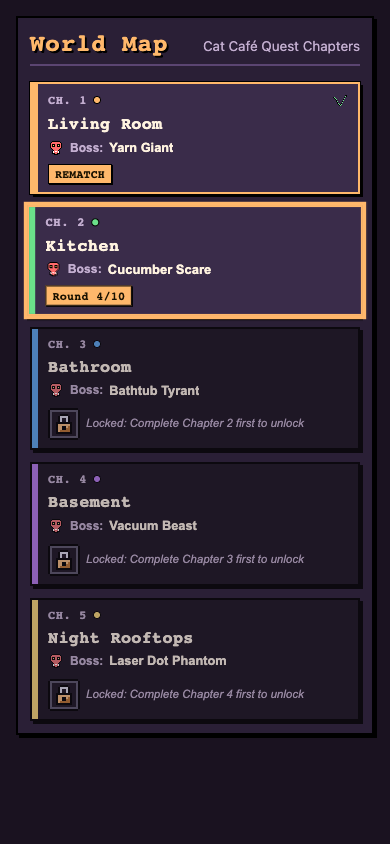 World Map
Cat Café Quest Chapters
CH. 1
Living Room
Boss: Yarn Giant
REMATCH
CH. 2
Kitchen
Boss: Cucumber Scare
Round 4/10
CH. 3
Bathroom
Boss: Bathtub Tyrant
Locked: Complete Chapter 2 first to unlock
CH. 4
Basement
Boss: Vacuum Beast
Locked: Complete Chapter 3 first to unlock
CH. 5
Night Rooftops
Boss: Laser Dot Phantom
Locked: Complete Chapter 4 first to unlock